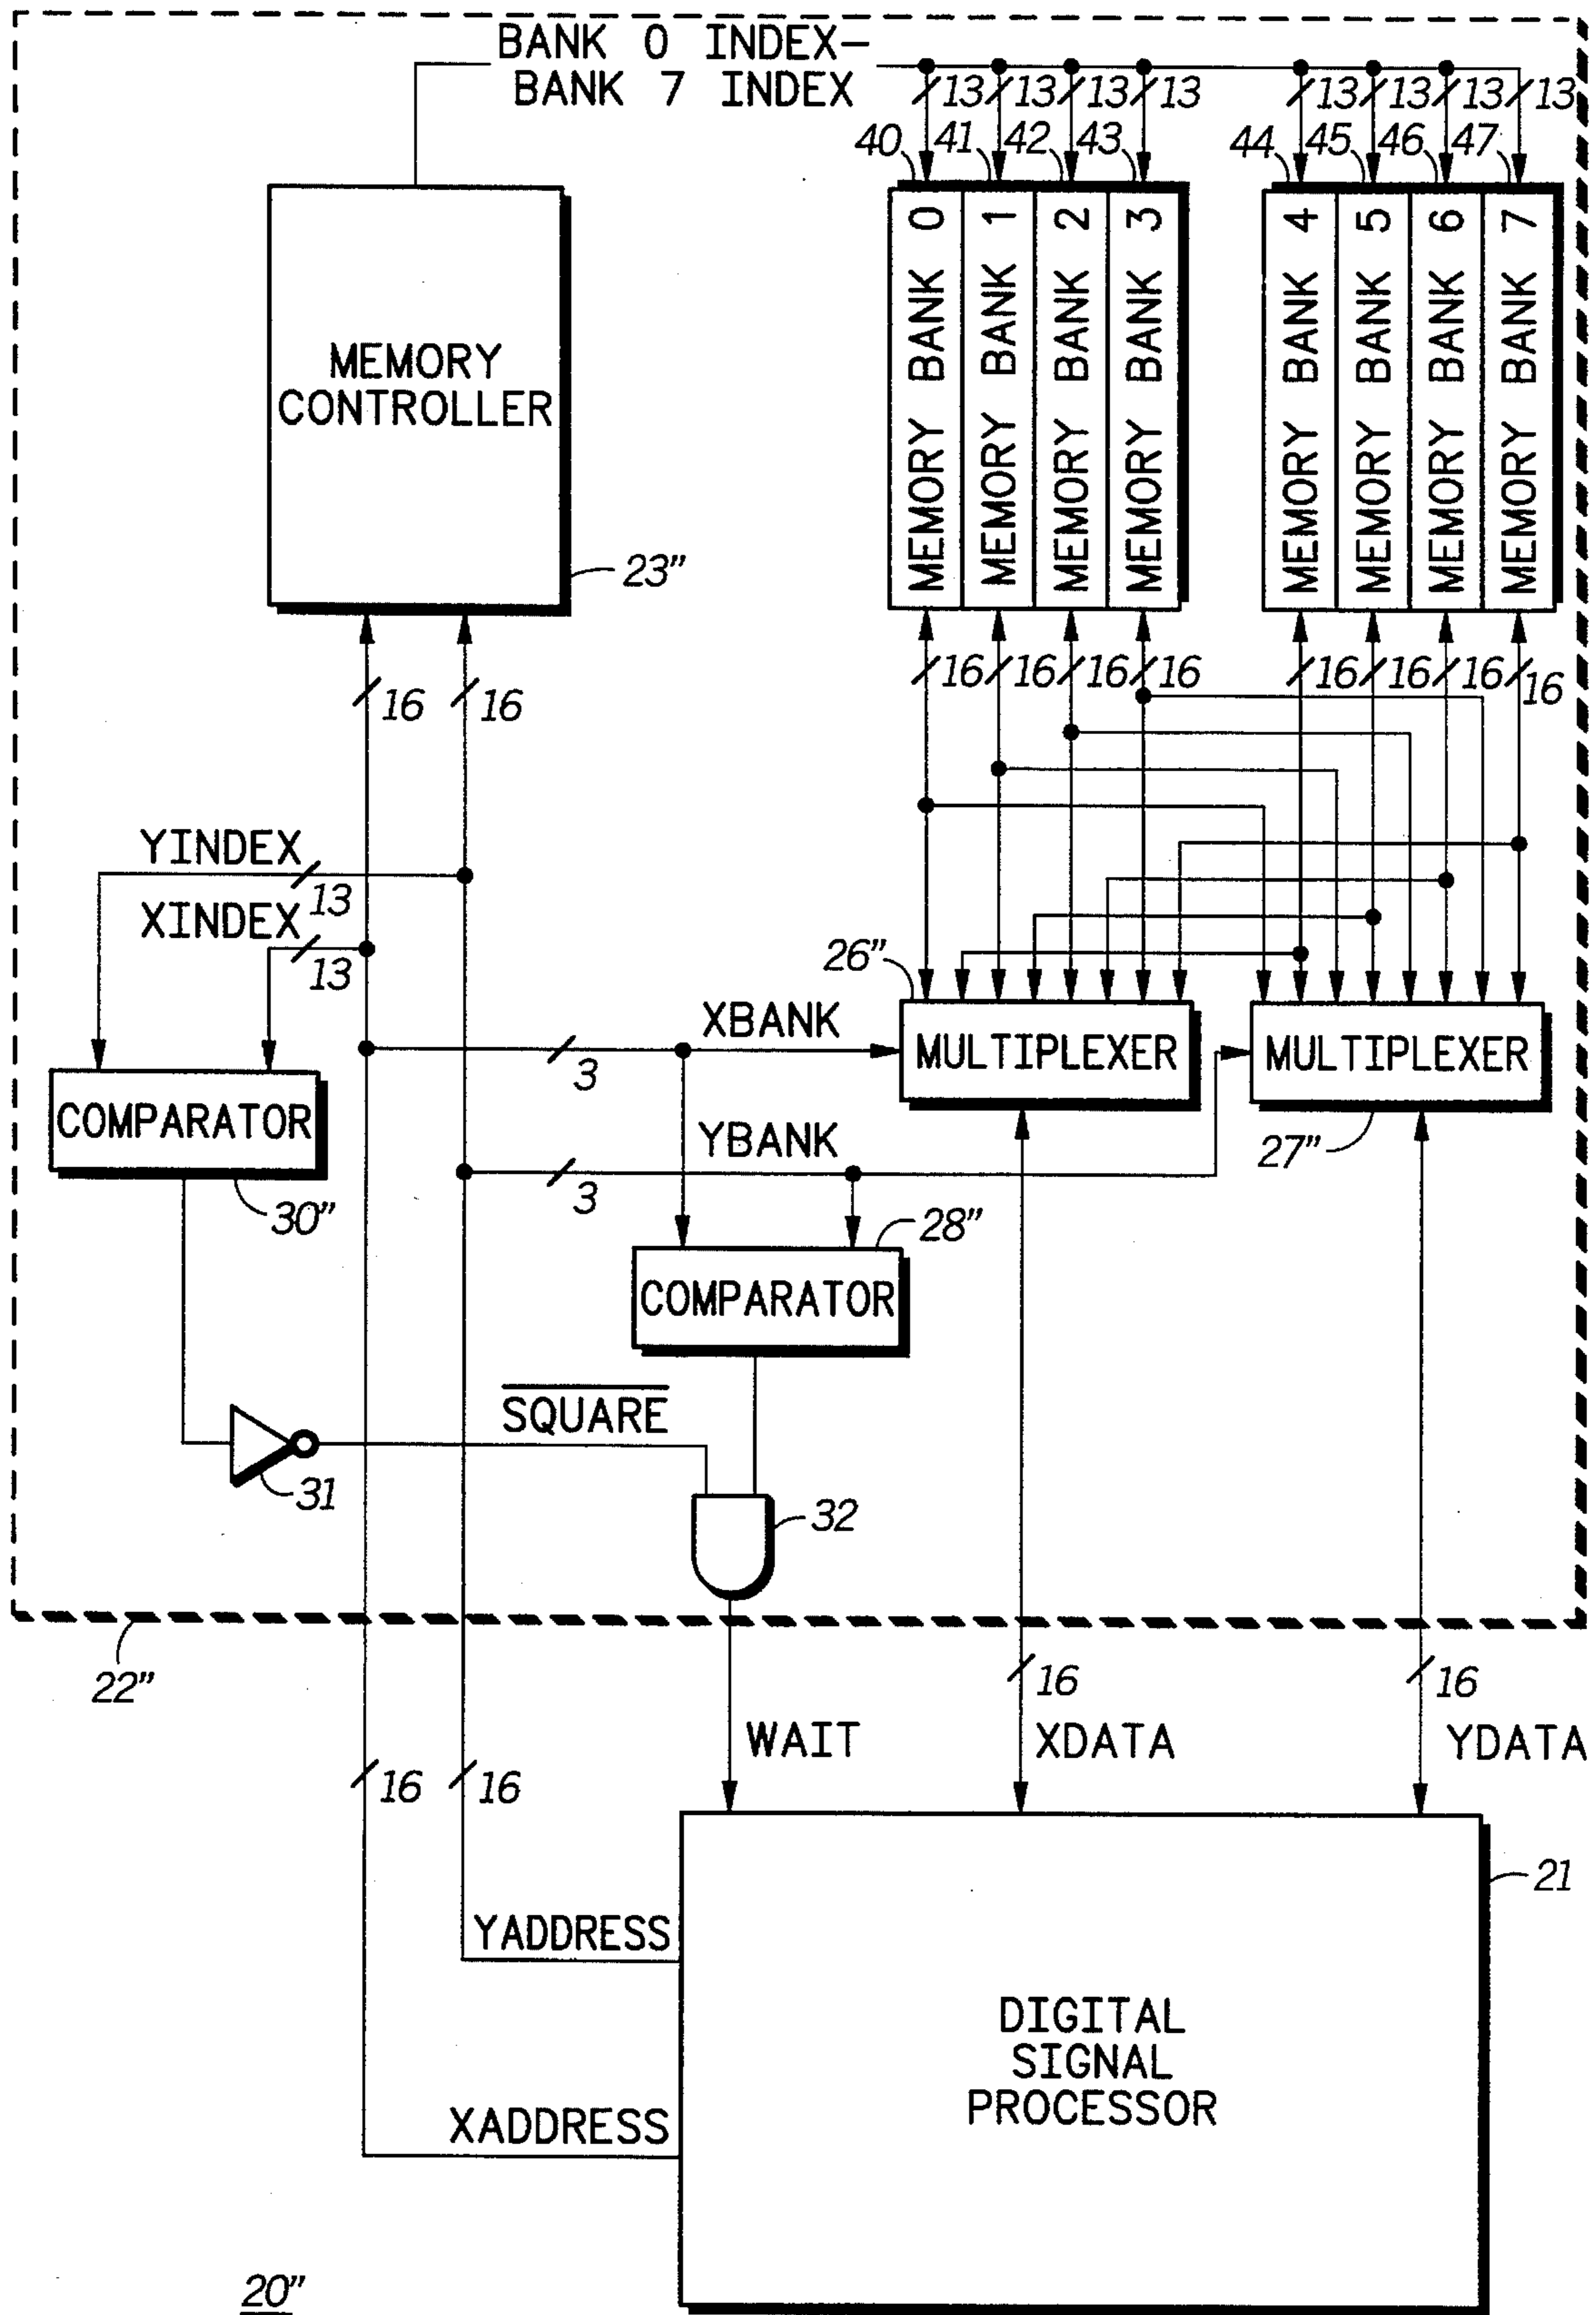 BANK 0 INDEX-
BANK 7 INDEX
13 13 13 13 13 13 13 13
40 41 42 43 44 45 46 47
MEMORY
CONTROLLER
23"
MEMORY BANK 0
MEMORY BANK 1
MEMORY BANK 2
MEMORY BANK 3
MEMORY BANK 4
MEMORY BANK 5
MEMORY BANK 6
MEMORY BANK 7
16 16
16 16 16 16 16 16 16 16
YINDEX
13
XINDEX
13
26"
XBANK
3
MULTIPLEXER
MULTIPLEXER
27"
COMPARATOR
30"
YBANK
3
28"
COMPARATOR
SQUARE
31
32
22"
16
16
WAIT
XDATA
YDATA
16 16
21
YADDRESS
DIGITAL
SIGNAL
PROCESSOR
XADDRESS
20"